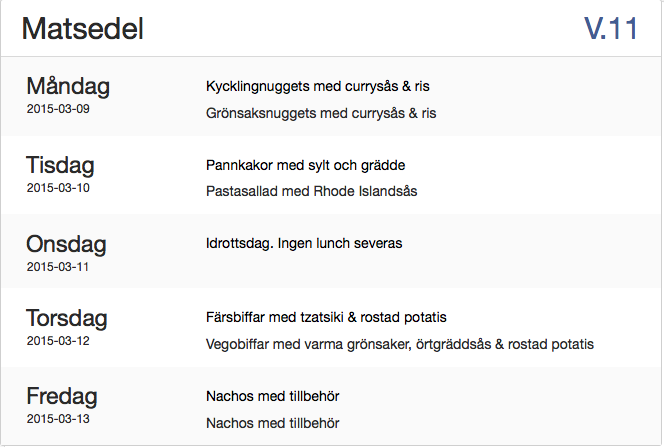 Matsedel V.11
Måndag
2015-03-09
Kycklingnuggets med currysås & ris
Grönsaksnuggets med currysås & ris
Tisdag
2015-03-10
Pannkakor med sylt och grädde
Pastasallad med Rhode Islandsås
Onsdag
2015-03-11
Idrottsdag. Ingen lunch severas
Torsdag
2015-03-12
Färsbiffar med tzatsiki & rostad potatis
Vegobiffar med varma grönsaker, örtgräddsås & rostad potatis
Fredag
2015-03-13
Nachos med tillbehör
Nachos med tillbehör